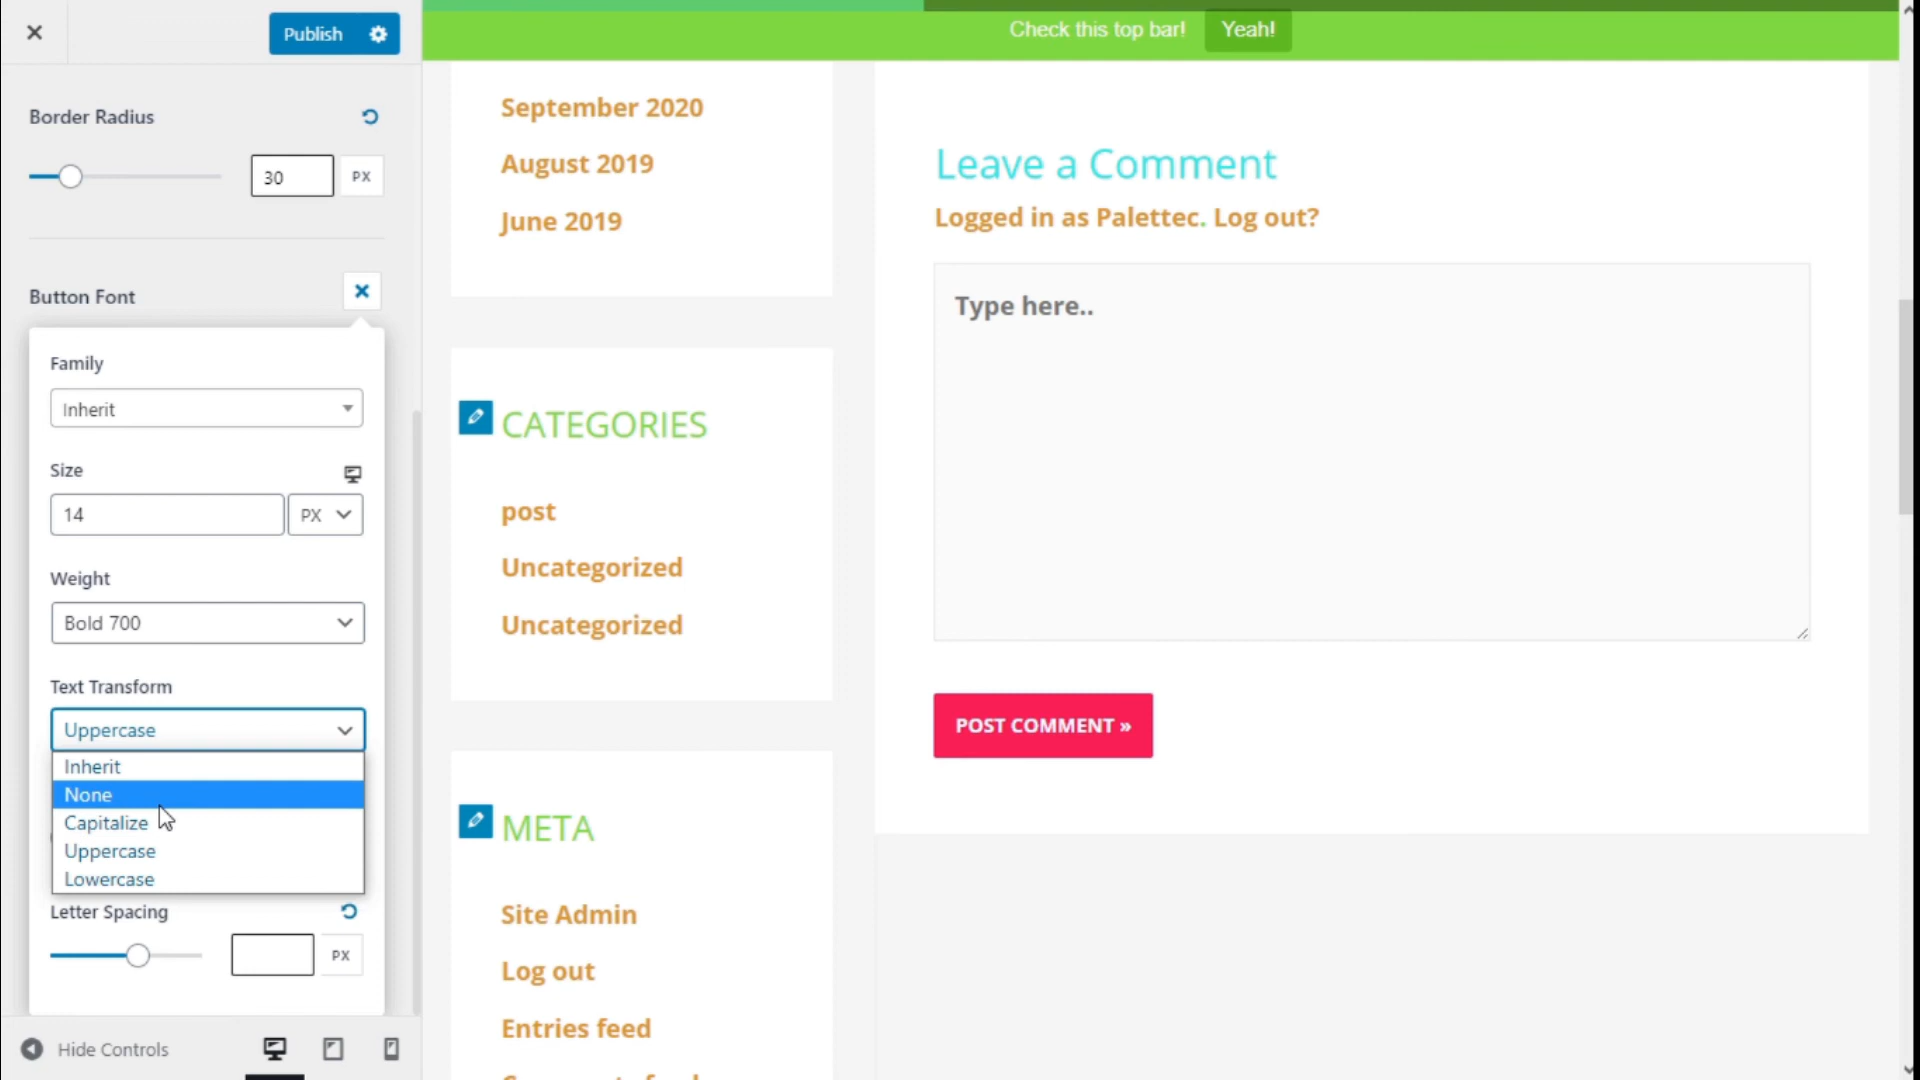 Publish
Border Radius
30
PX
Button Font
Family
Inherit
Size
14
PX
Weight
Bold 700
Text Transform
Uppercase
Inherit
None
Capitalize
Uppercase
Lowercase
Letter Spacing
PX
Hide Controls
Check this top bar!
Yeah!
September 2020
August 2019
June 2019
CATEGORIES
post
Uncategorized
Uncategorized
META
Site Admin
Log out
Entries feed
Leave a Comment
Logged in as Palettec. Log out?
Type here..
POST COMMENT »